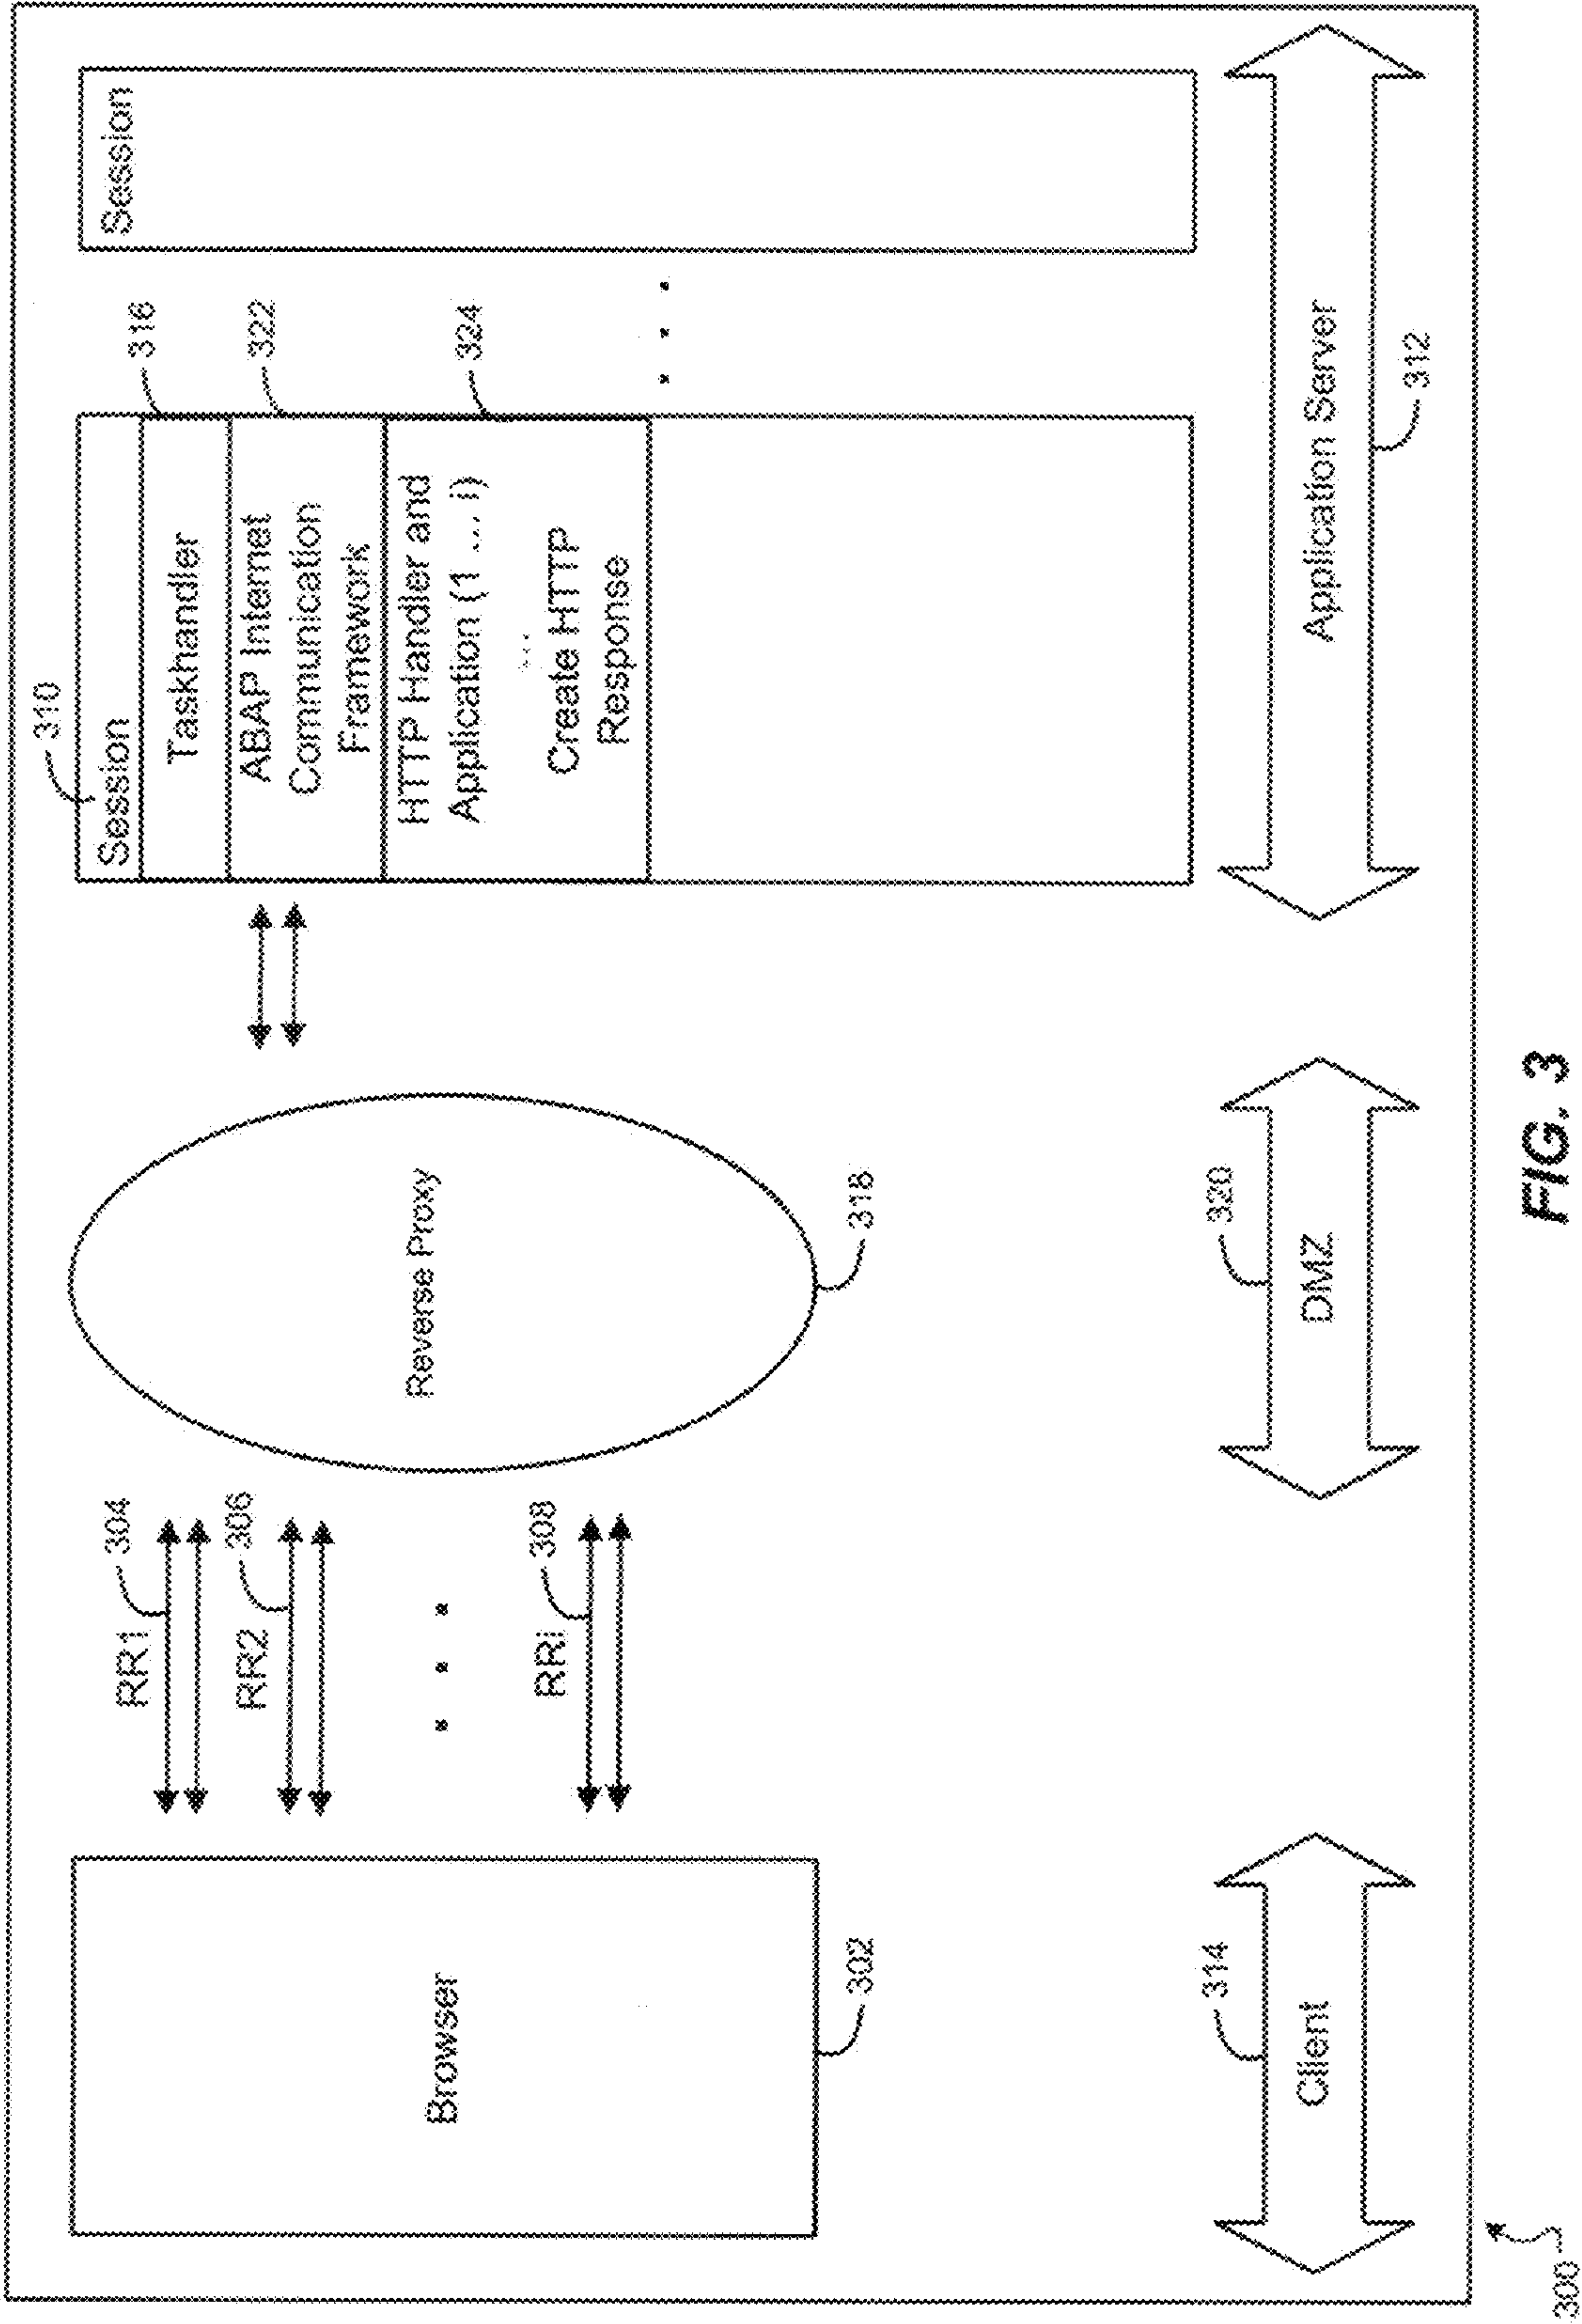 310
Session
Session
316
Taskhandler
322
ABAP Internet
Communication
Framework
324
HTTP Handler and
Application (1 ... i)
...
Create HTTP
Response
304
RR1
306
RR2
308
RRi
Browser
302
Reverse Proxy
318
314
Client
320
DMZ
Application Server
312
300
FIG. 3